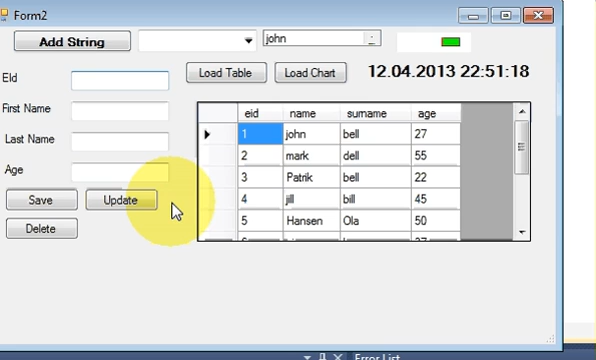 Form2
Add String
john
Load Table Load Chart 12.04.2013 22:51:18
EId
First Name
Last Name
Age
Save Update
Delete
eid name surname age
1 john bell 27
2 mark dell 55
3 Patrik bell 22
4 jill bill 45
5 Hansen Ola 50
Error List